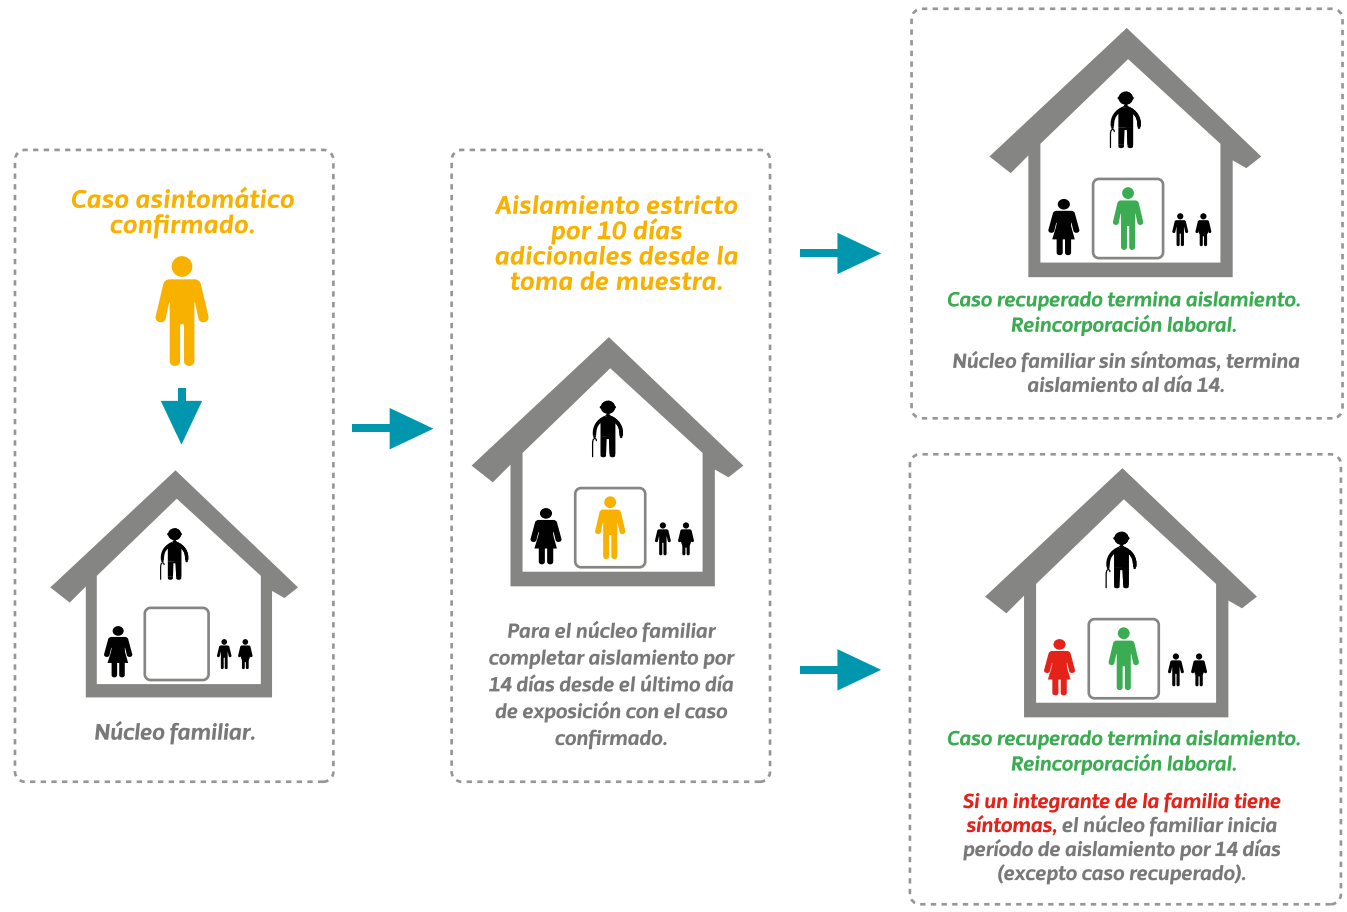 Caso asintomático
confirmado.
Núcleo familiar.
Aislamiento estricto
por 10 días
adicionales desde la
toma de muestra.
Para el núcleo familiar
completar aislamiento por
14 días desde el último día
de exposición con el caso
confirmado.
Caso recuperado termina aislamiento.
Reincorporación laboral.
Núcleo familiar sin síntomas, termina
aislamiento al día 14.
Caso recuperado termina aislamiento.
Reincorporación laboral.
Si un integrante de la familia tiene
síntomas, el núcleo familiar inicia
período de aislamiento por 14 días
(excepto caso recuperado).